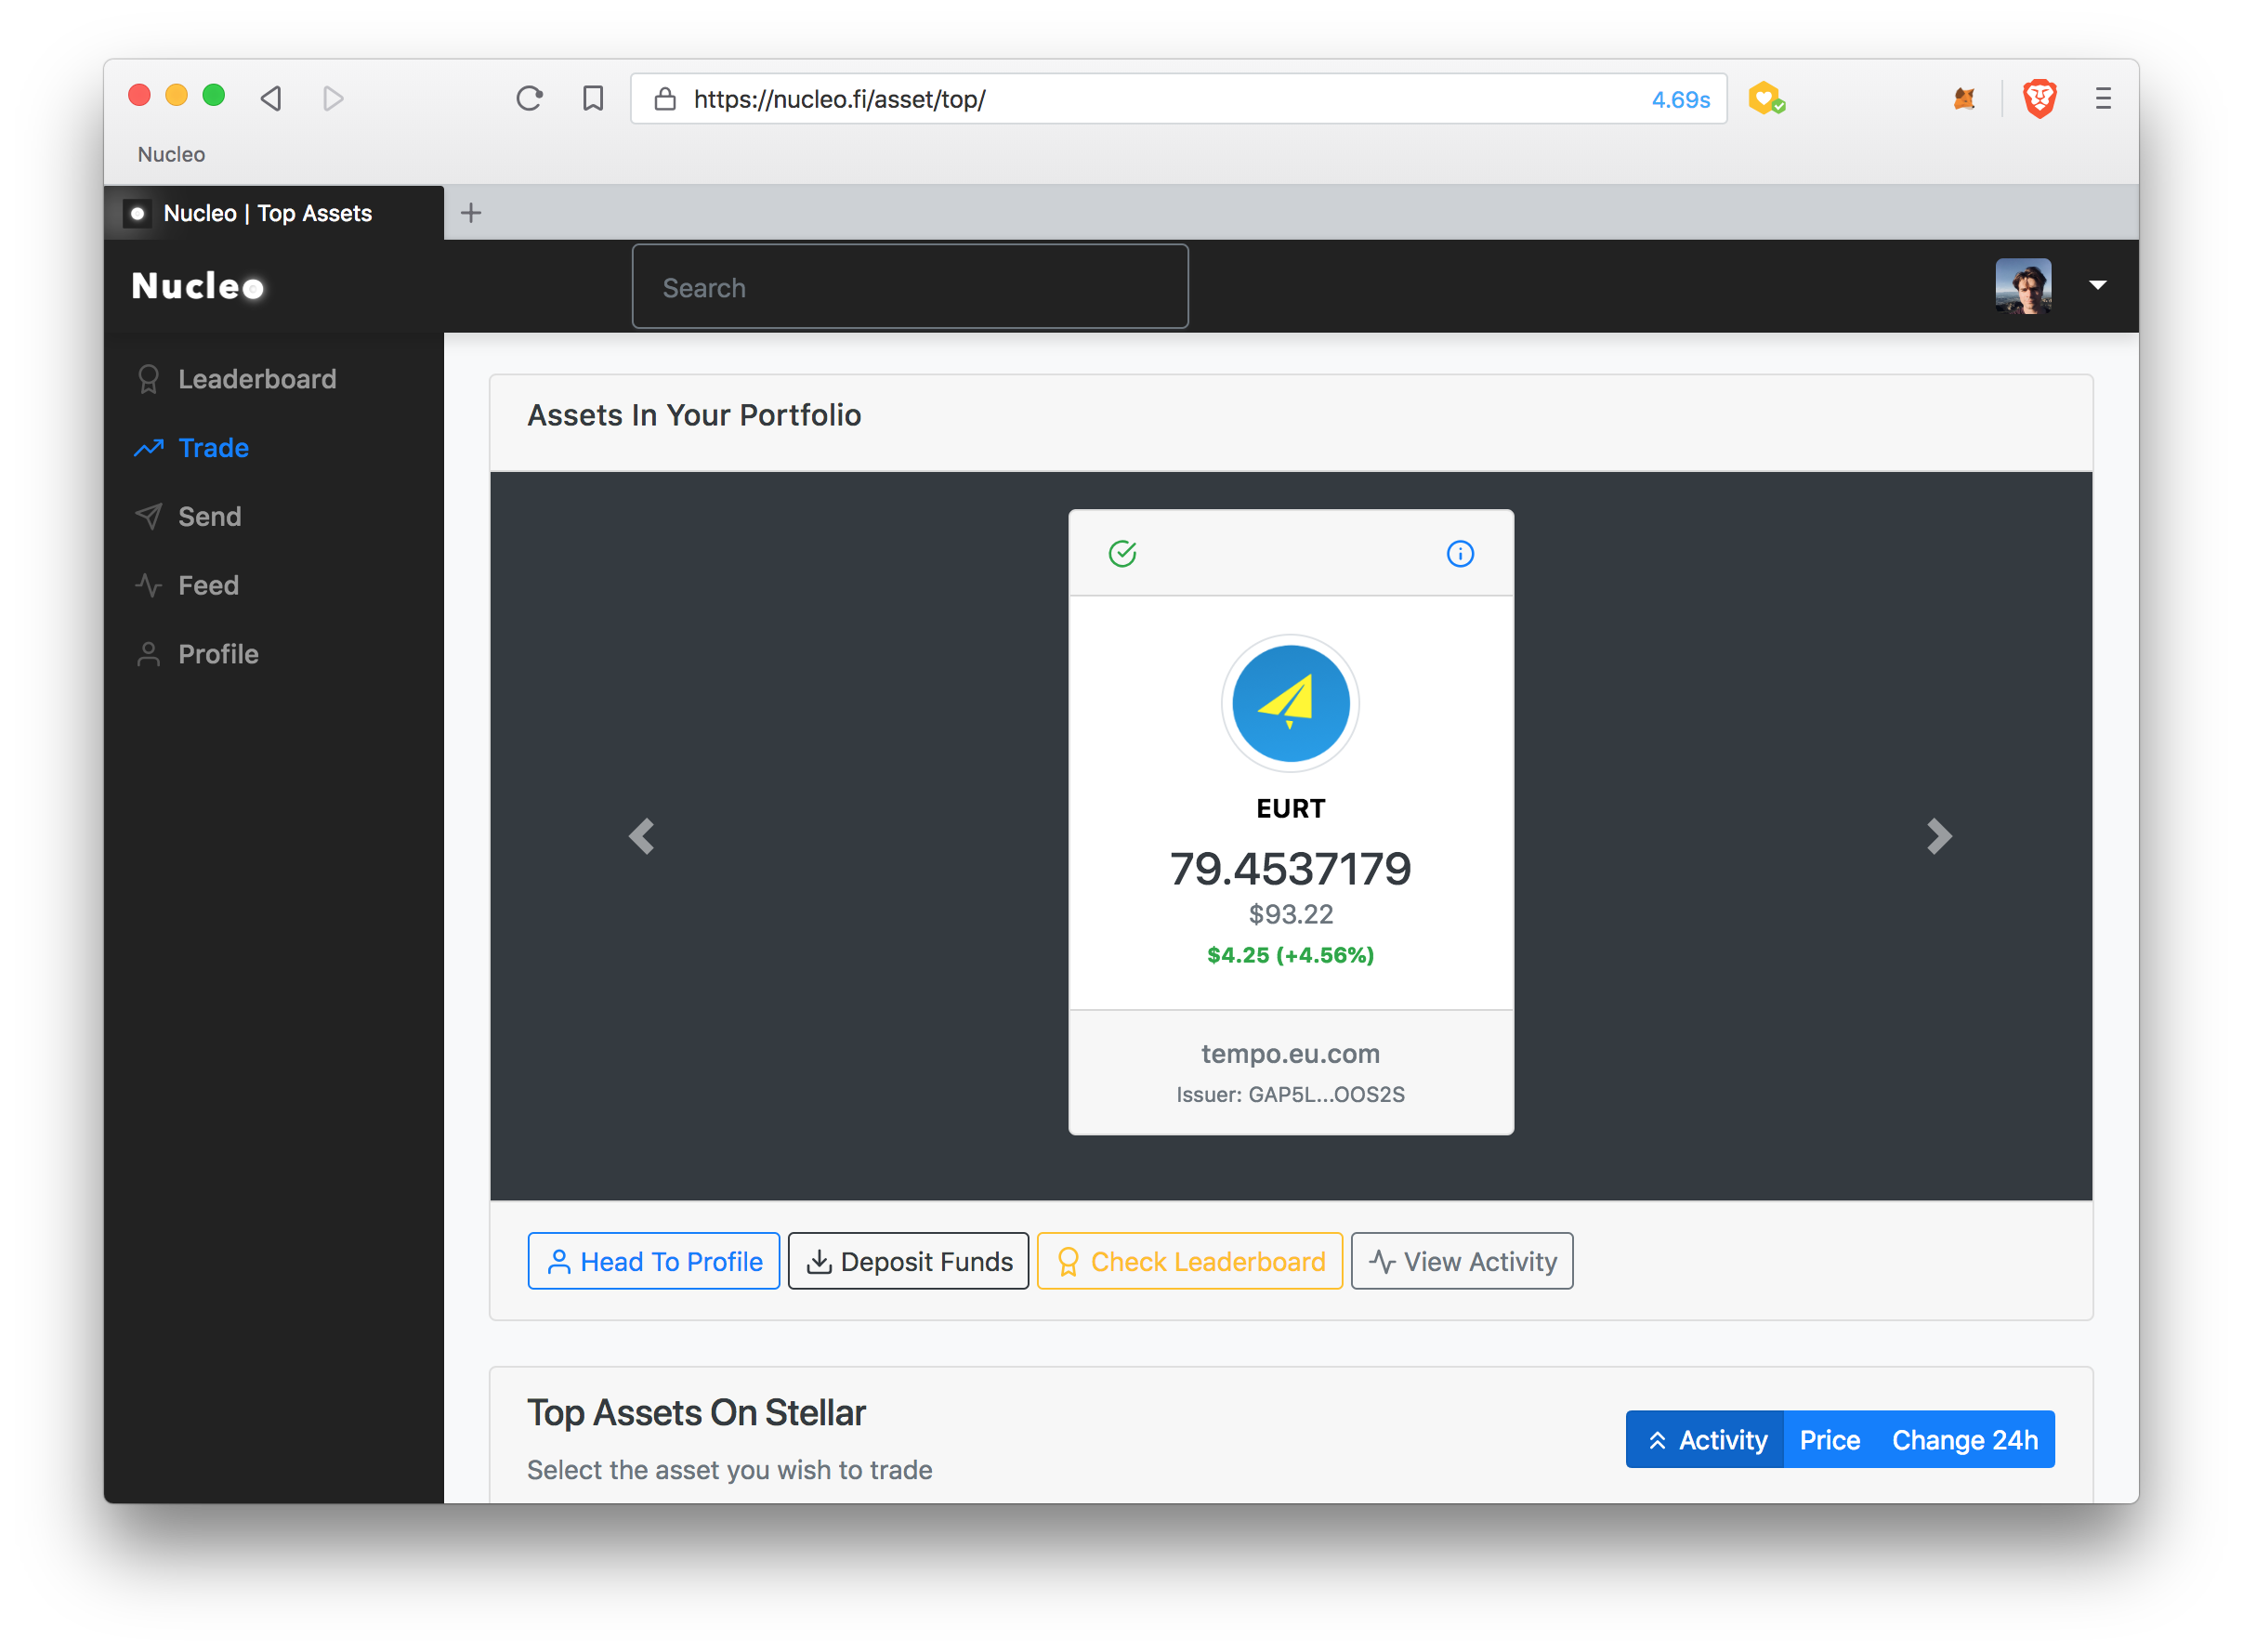 https://nucleo.fi/asset/top/
4.69s
Nucleo
Nucleo | Top Assets
Nucleo
Search
Leaderboard
Trade
Send
Feed
Profile
Assets In Your Portfolio
EURT
79.4537179
$93.22
$4.25 (+4.56%)
tempo.eu.com
Issuer: GAP5L...OOS2S
Head To Profile
Deposit Funds
Check Leaderboard
View Activity
Top Assets On Stellar
Select the asset you wish to trade
Activity
Price
Change 24h